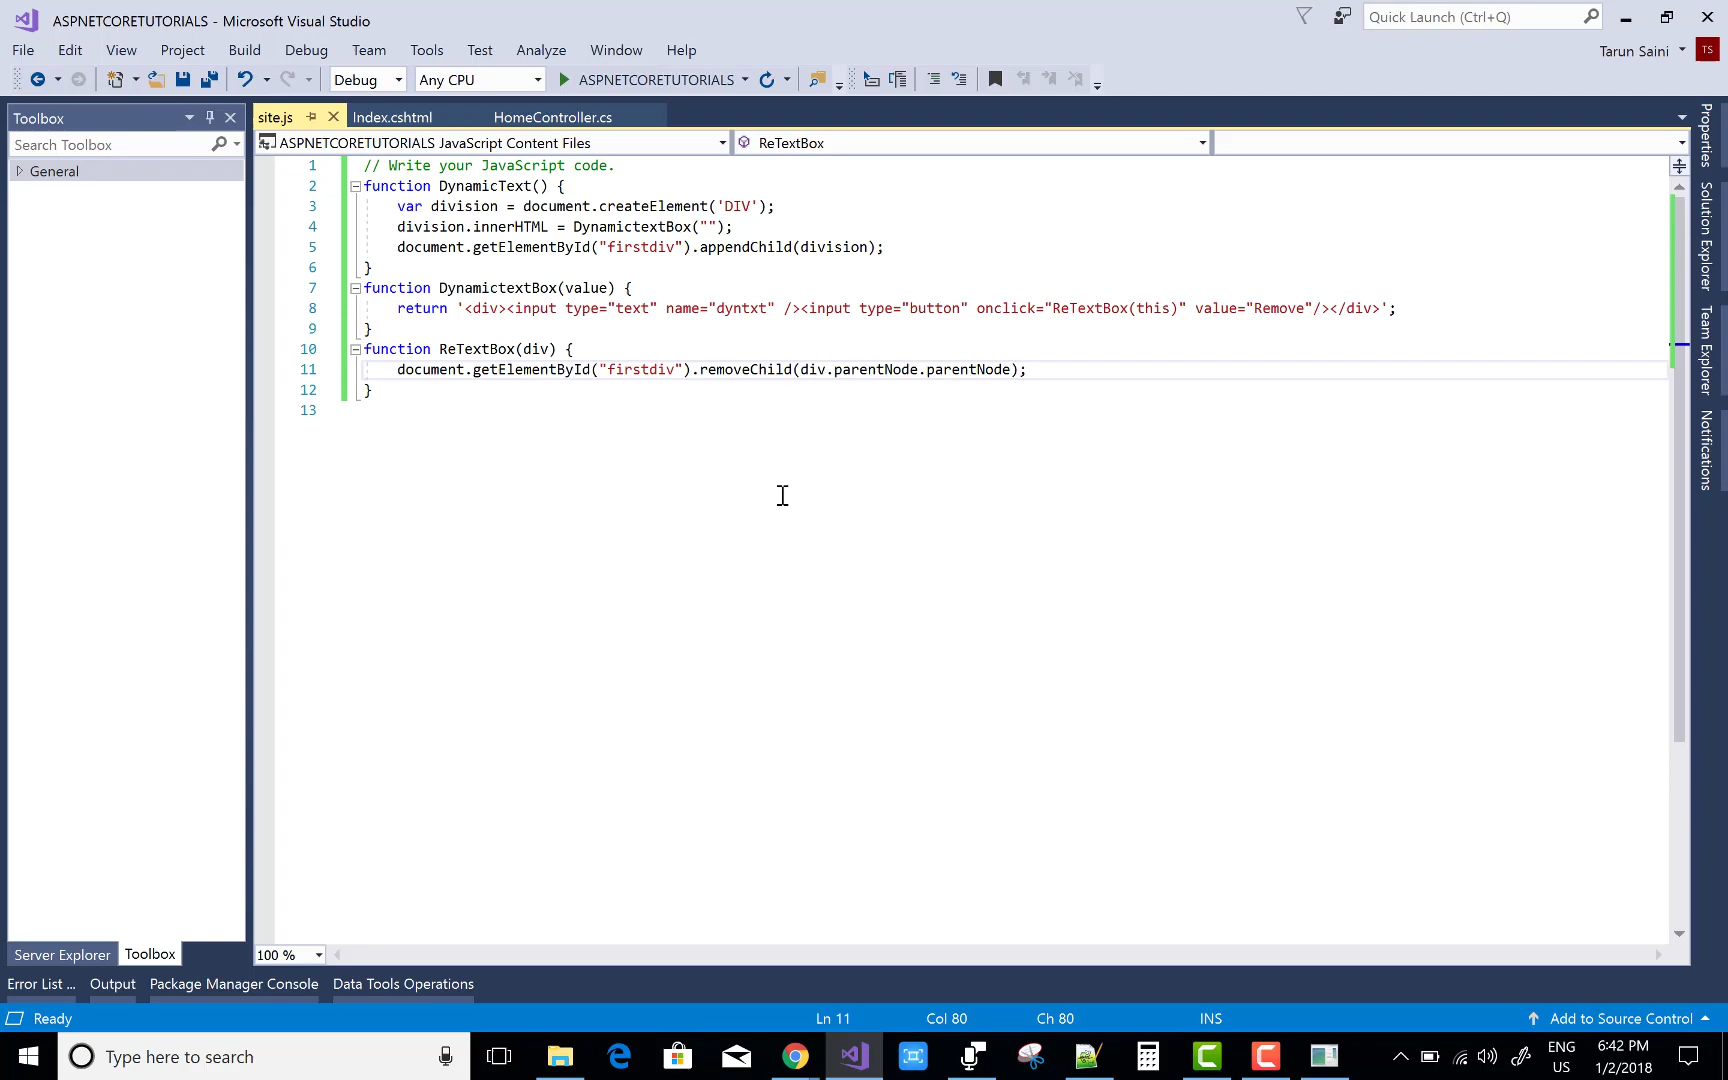 ASPNETCORETUTORIALS - Microsoft Visual Studio
Quick Launch (Ctrl+Q)
File Edit View Project Build Debug Team Tools Test Analyze Window Help
Tarun Saini TS
Debug Any CPU ASPNETCORETUTORIALS
Toolbox
Search Toolbox
General
site.js Index.cshtml HomeController.cs
ASPNETCORETUTORIALS JavaScript Content Files ReTextBox
1 // Write your JavaScript code.
2 function DynamicText() {
3 var division = document.createElement('DIV');
4 division.innerHTML = DynamictextBox("");
5 document.getElementById("firstdiv").appendChild(division);
6 }
7 function DynamictextBox(value) {
8 return '<div><input type="text" name="dyntxt" /><input type="button" onclick="ReTextBox(this)" value="Remove"/></div>';
9 }
10 function ReTextBox(div) {
11 document.getElementById("firstdiv").removeChild(div.parentNode.parentNode);
12 }
13
Properties
Solution Explorer
Team Explorer
Notifications
100 %
Server Explorer Toolbox
Error List ... Output Package Manager Console Data Tools Operations
Ready Ln 11 Col 80 Ch 80 INS Add to Source Control
Type here to search
ENG
US
6:42 PM
1/2/2018